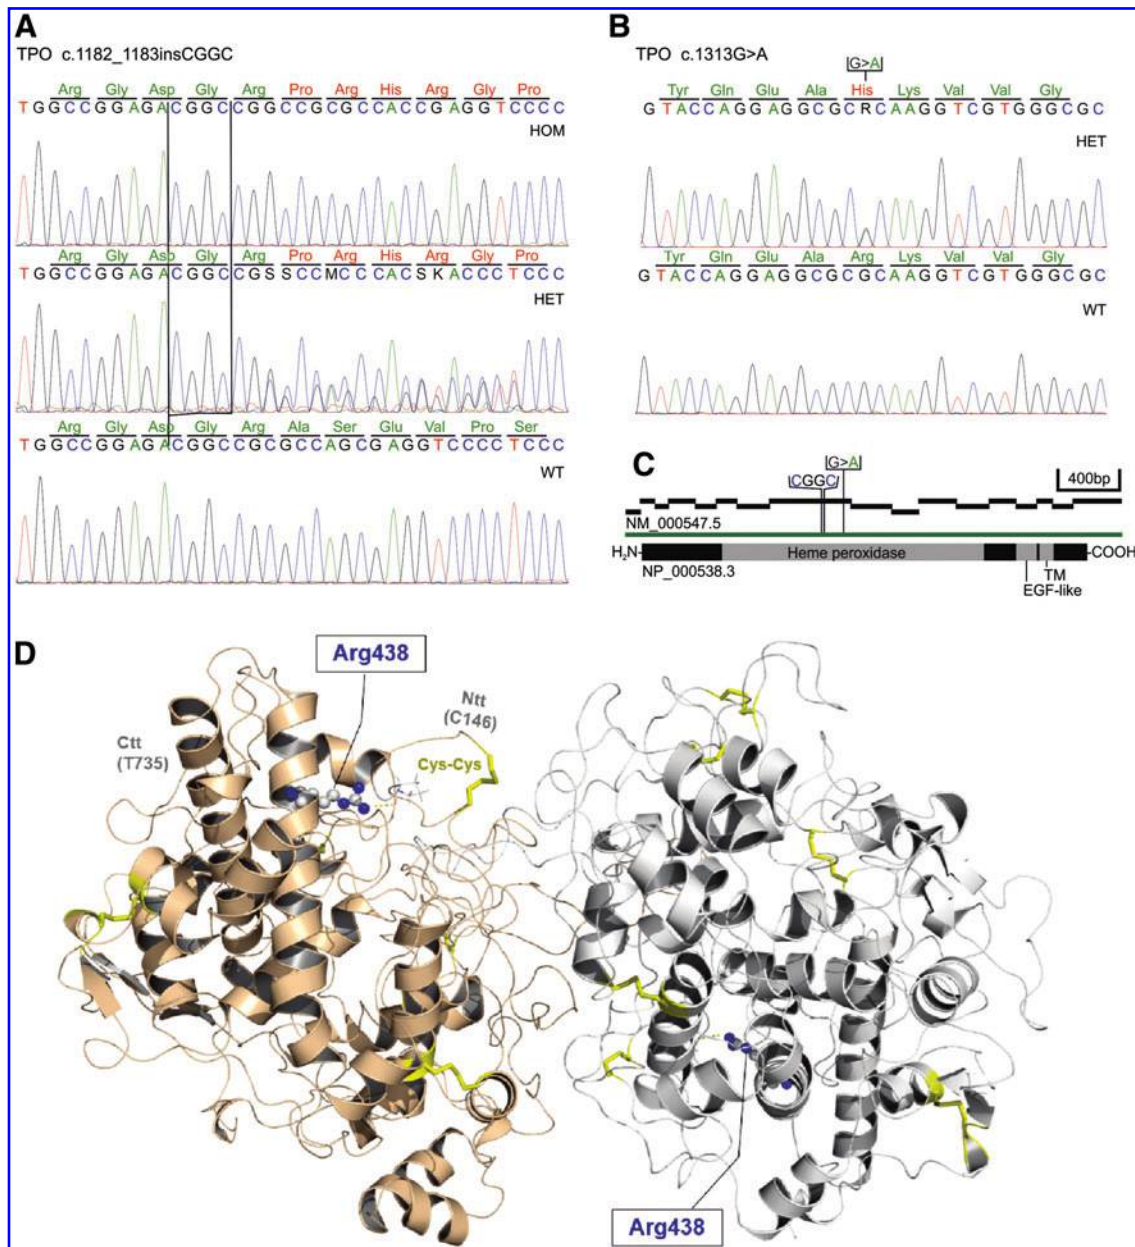 A
TPO c.1182_1183insCGGC
Arg Gly Asp Gly Arg Pro Arg His Arg Gly Pro
TGGCCGGAGACGGCCGGCCGCGCCACCGAGGTCCCC
HOM
Arg Gly Asp Gly Arg Pro Arg His Arg Gly Pro
TGGCCGGAGACGGCCGSSCCMCCCACSKACCCTCCC
HET
Arg Gly Asp Gly Arg Ala Ser Glu Val Pro Ser
TGGCCGGAGACGGCCGCGCCAGCGAGGTCCCCTCCC
WT
B
TPO c.1313G>A
G>A
Tyr Gln Glu Ala His Lys Val Val Gly
GTACCAGGAGGCGCRCAAGGTCGTGGGCGC
HET
Tyr Gln Glu Ala Arg Lys Val Val Gly
GTACCAGGAGGCGCGCAAGGTCGTGGGCGC
WT
C
CGGC
G>A
400bp
NM_000547.5
H2N-
Heme peroxidase
-COOH
NP_000538.3
TM
EGF-like
D
Arg438
Ntt
(C146)
Ctt
(T735)
Cys-Cys
Arg438